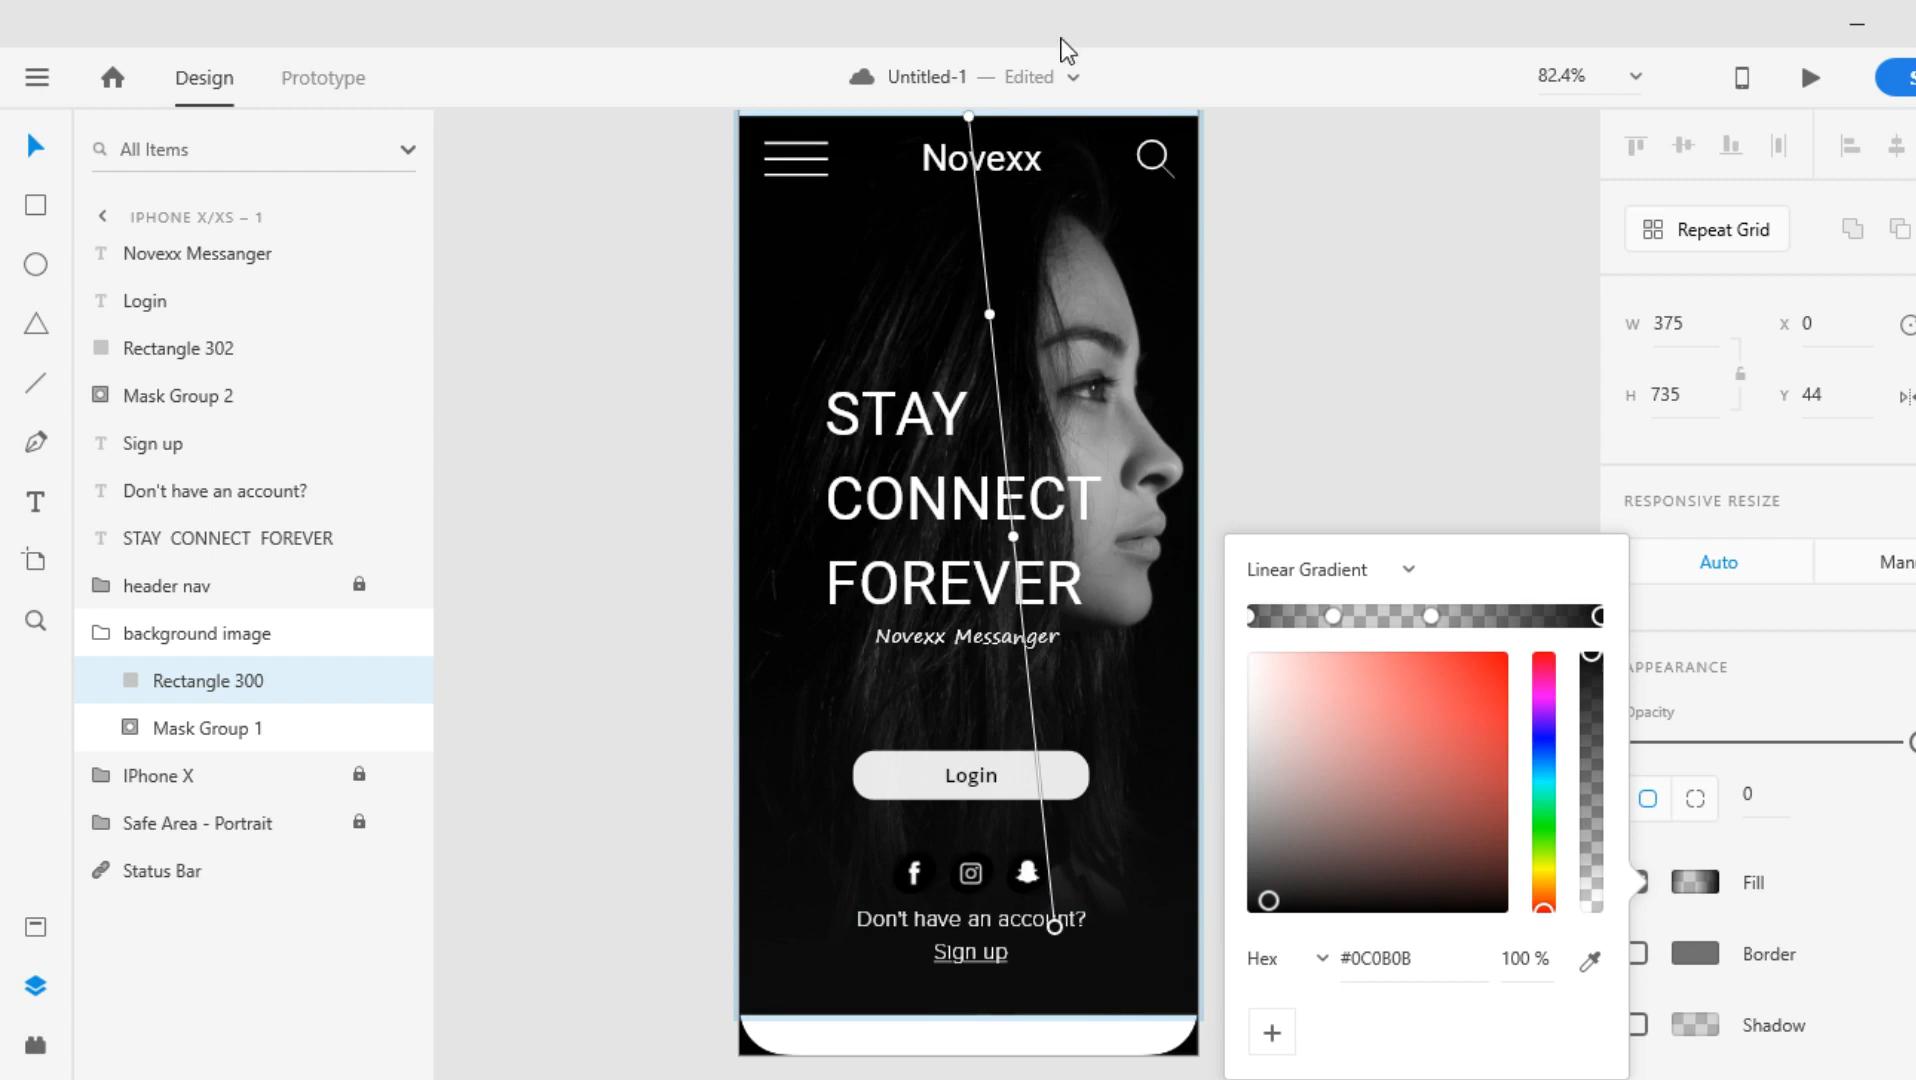 Design
Prototype
Untitled-1 — Edited
82.4%
All Items
IPHONE X/XS – 1
Novexx Messanger
Login
Rectangle 302
Mask Group 2
Sign up
Don't have an account?
STAY CONNECT FOREVER
header nav
background image
Rectangle 300
Mask Group 1
IPhone X
Safe Area - Portrait
Status Bar
Novexx
STAY
CONNECT
FOREVER
Novexx Messanger
Login
Don't have an account?
Sign up
Linear Gradient
Hex
#0C0B0B
100 %
Repeat Grid
W 375
X 0
H 735
Y 44
RESPONSIVE RESIZE
Auto
Man
APPEARANCE
Opacity
0
Fill
Border
Shadow